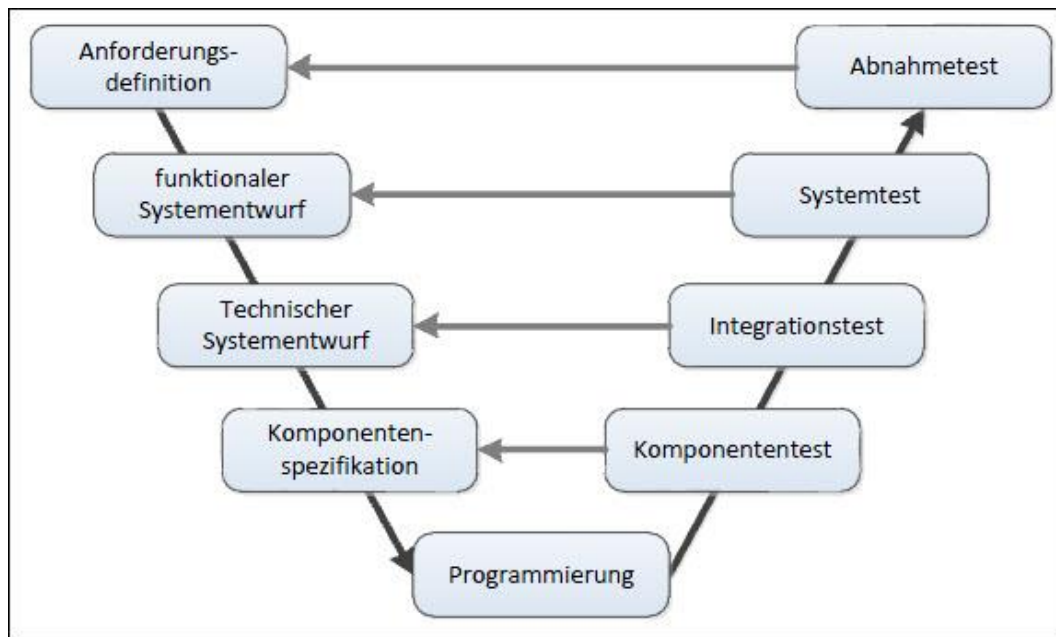 Anforderungs-
definition
Abnahmetest
funktionaler
Systementwurf
Systemtest
Technischer
Systementwurf
Integrationstest
Komponenten-
spezifikation
Komponententest
Programmierung